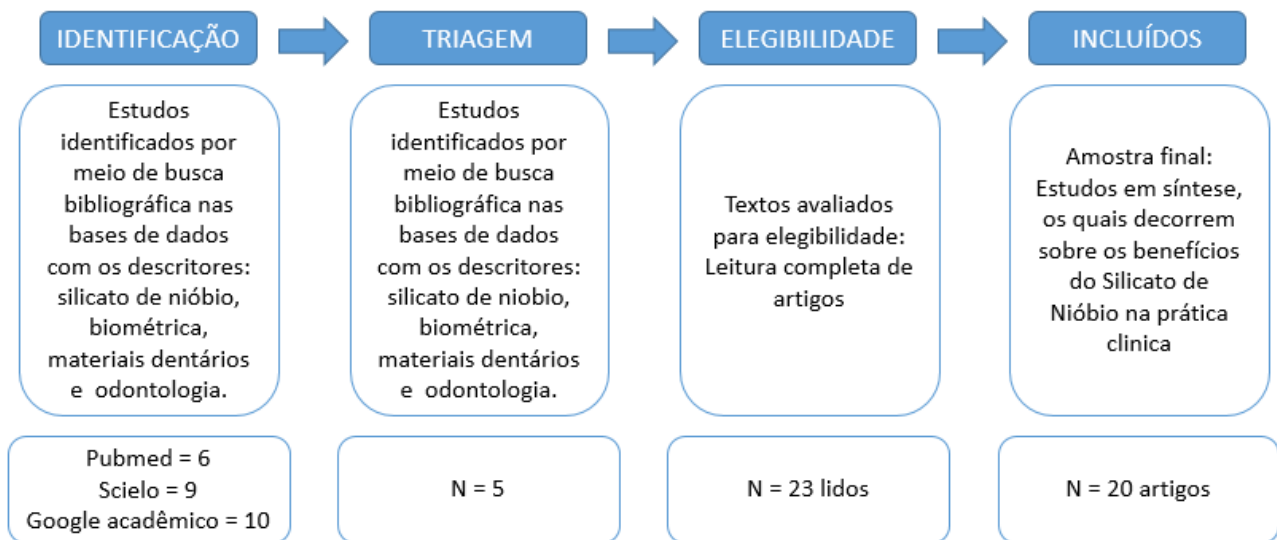 IDENTIFICAÇÃO
TRIAGEM
ELEGIBILIDADE
INCLUÍDOS
Estudos
identificados por
meio de busca
bibliográfica nas
bases de dados
com os descritores:
silicato de nióbio,
biométrica,
materiais dentários
e odontologia.
Estudos
identificados por
meio de busca
bibliográfica nas
bases de dados
com os descritores:
silicato de niobio,
biométrica,
materiais dentários
e odontologia.
Textos avaliados
para elegibilidade:
Leitura completa de
artigos
Amostra final:
Estudos em síntese,
os quais decorrem
sobre os benefícios
do Silicato de
Nióbio na prática
clinica
Pubmed = 6
Scielo = 9
Google acadêmico = 10
N = 5
N = 23 lidos
N = 20 artigos